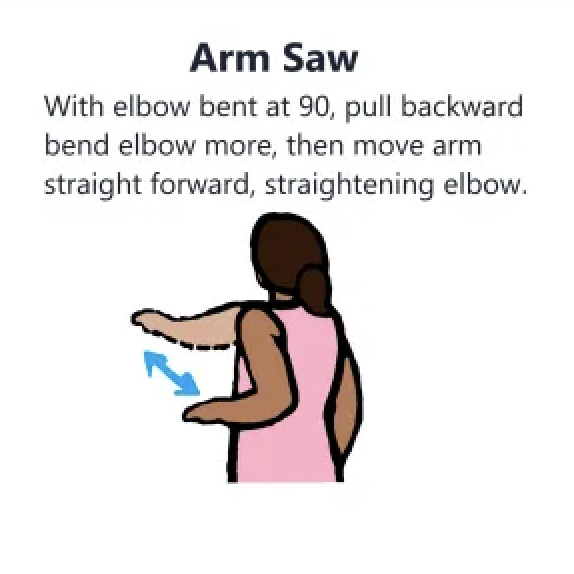 Arm Saw
With elbow bent at 90, pull backward
bend elbow more, then move arm
straight forward, straightening elbow.